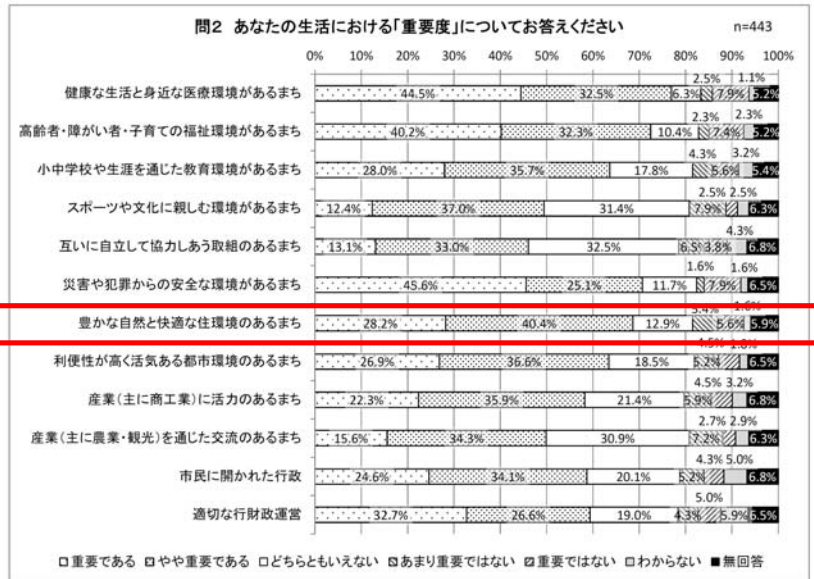 問2 あなたの生活における「重要度」についてお答えください n=443
0% 10% 20% 30% 40% 50% 60% 70% 80% 90% 100%
2.5% 1.1%
健康な生活と身近な医療環境があるまち 44.5% 32.5% 6.3% 7.9% 5.2%
2.3% 2.3%
高齢者・障がい者・子育ての福祉環境があるまち 40.2% 32.3% 10.4% 7.4% 5.2%
4.3% 3.2%
小中学校や生涯を通じた教育環境があるまち 28.0% 35.7% 17.8% 5.6% 5.4%
2.5% 2.5%
スポーツや文化に親しむ環境があるまち 12.4% 37.0% 31.4% 7.9% 6.3%
4.3%
互いに自立して協力しあう取組のあるまち 13.1% 33.0% 32.5% 6.5% 3.8% 6.8%
1.6% 1.6%
災害や犯罪からの安全な環境があるまち 45.6% 25.1% 11.7% 7.9% 6.5%
豊かな自然と快適な住環境のあるまち 28.2% 40.4% 12.9% 5.6% 5.9%
利便性が高く活気ある都市環境のあるまち 26.9% 36.6% 18.5% 5.2% 6.5%
4.5% 3.2%
産業(主に商工業)に活力のあるまち 22.3% 35.9% 21.4% 5.9% 6.8%
2.7% 2.9%
産業(主に農業・観光)を通じた交流のあるまち 15.6% 34.3% 30.9% 7.2% 6.3%
4.3% 5.0%
市民に開かれた行政 24.6% 34.1% 20.1% 5.2% 6.8%
5.0%
適切な行財政運営 32.7% 26.6% 19.0% 4.3% 5.9% 6.5%
重要である やや重要である どちらともいえない あまり重要ではない 重要ではない わからない 無回答